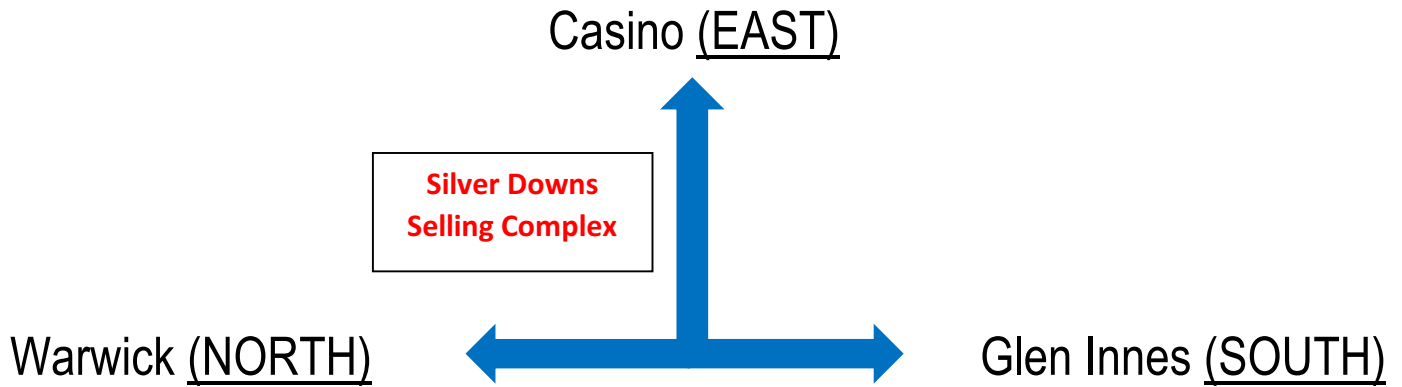 Casino (EAST)
Silver Downs
Selling Complex
Warwick (NORTH)
Glen Innes (SOUTH)